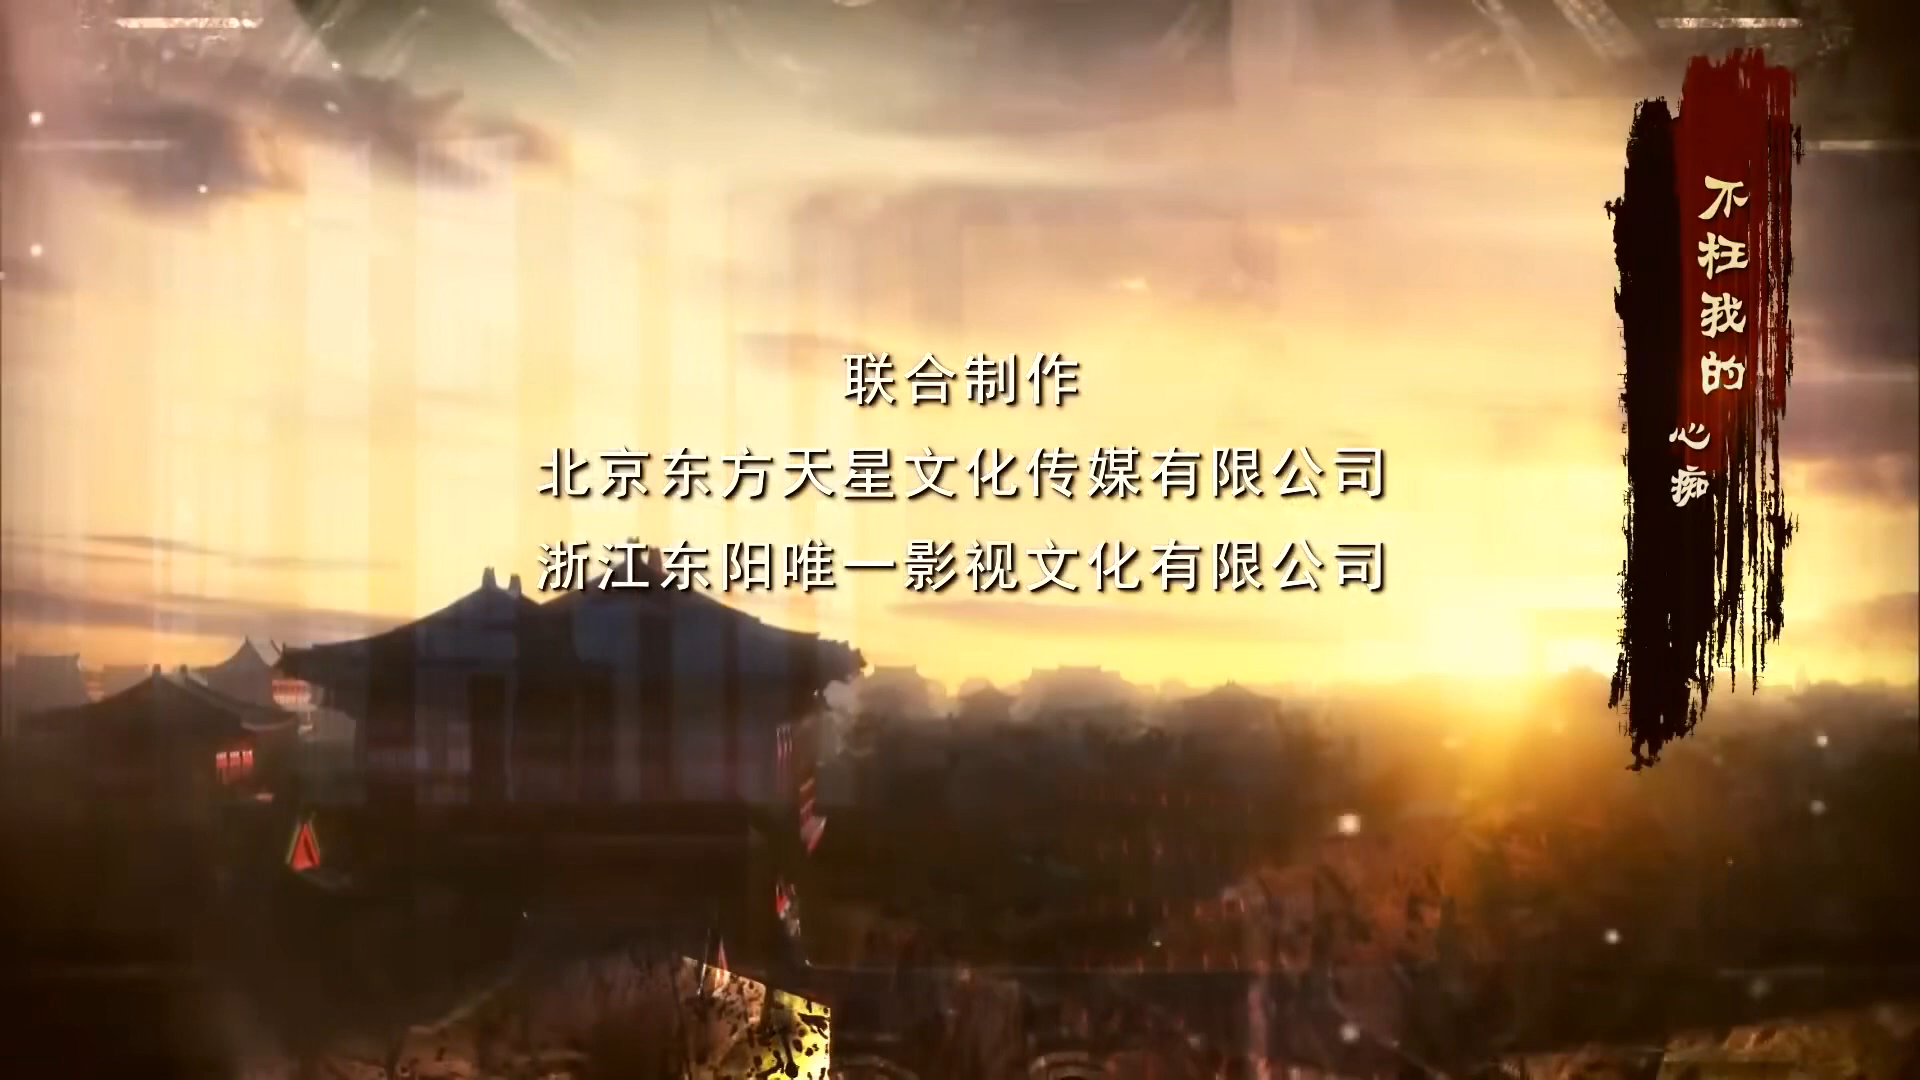 联合制作
北京东方天星文化传媒有限公司
浙江东阳唯一影视文化有限公司
不枉我的
心痴